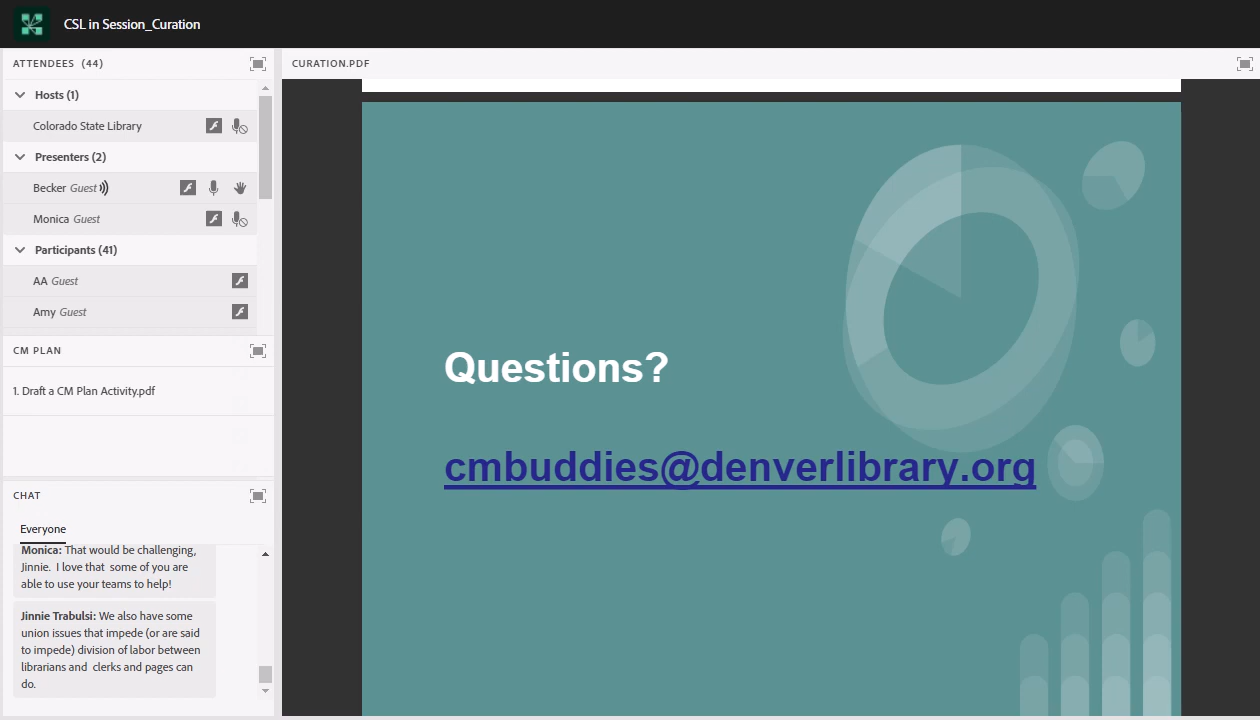 CSL in Session_Curation
ATTENDEES (44)
Hosts (1)
Colorado State Library
Presenters (2)
Becker Guest
Monica Guest
Participants (41)
AA Guest
Amy Guest
CM PLAN
1. Draft a CM Plan Activity.pdf
CHAT
Everyone
Monica: That would be challenging,
Jinnie. I love that some of you are
able to use your teams to help!
Jinnie Trabulsi: We also have some
union issues that impede (or are said
to impede) division of labor between
librarians and clerks and pages can
do.
CURATION.PDF
Questions?
cmbuddies@denverlibrary.org